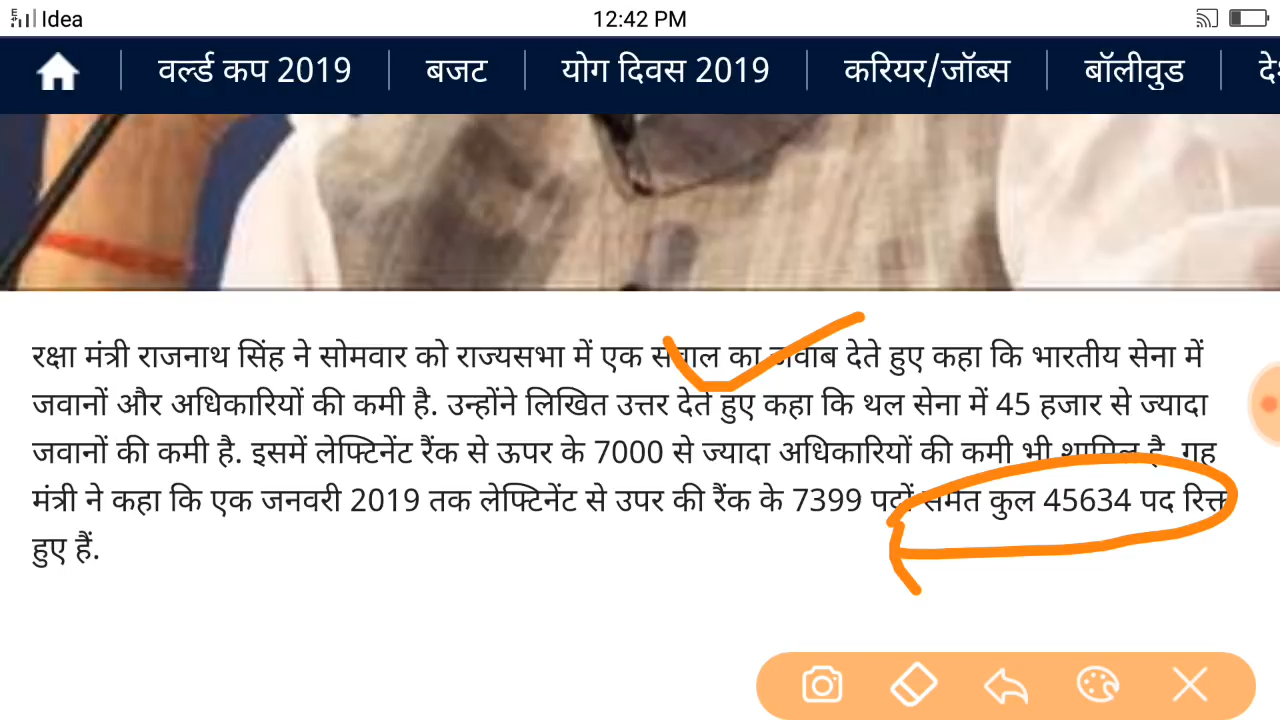 Idea 12:42 PM
वर्ल्ड कप 2019 बजट योग दिवस 2019 करियर/जॉब्स बॉलीवुड
रक्षा मंत्री राजनाथ सिंह ने सोमवार को राज्यसभा में एक सवाल का जवाब देते हुए कहा कि भारतीय सेना में
जवानों और अधिकारियों की कमी है. उन्होंने लिखित उत्तर देते हुए कहा कि थल सेना में 45 हजार से ज्यादा
जवानों की कमी है. इसमें लेफ्टिनेंट रैंक से ऊपर के 7000 से ज्यादा अधिकारियों की कमी भी शामिल है. गृह
मंत्री ने कहा कि एक जनवरी 2019 तक लेफ्टिनेंट से उपर की रैंक के 7399 पदों समेत कुल 45634 पद रिक्त
हुए हैं.